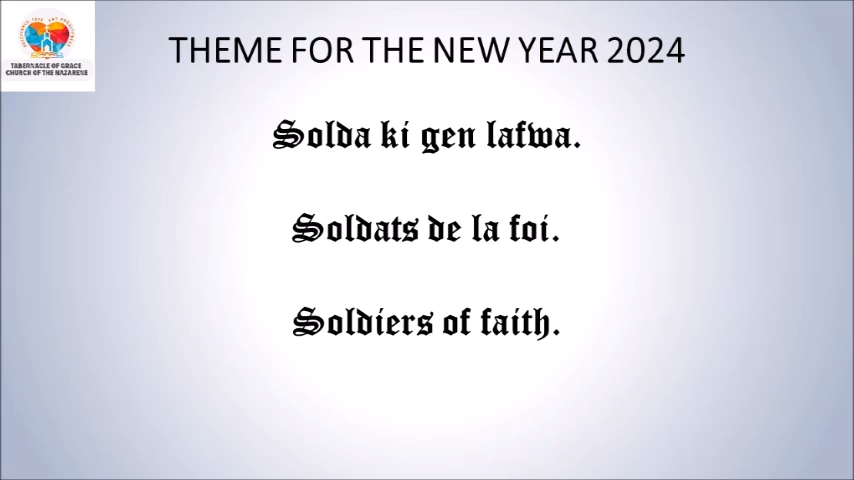 TABERNACLE OF GRACE
CHURCH OF THE NAZARENE
THEME FOR THE NEW YEAR 2024
Solda ki gen lafwa.
Soldats de la foi.
Soldiers of faith.